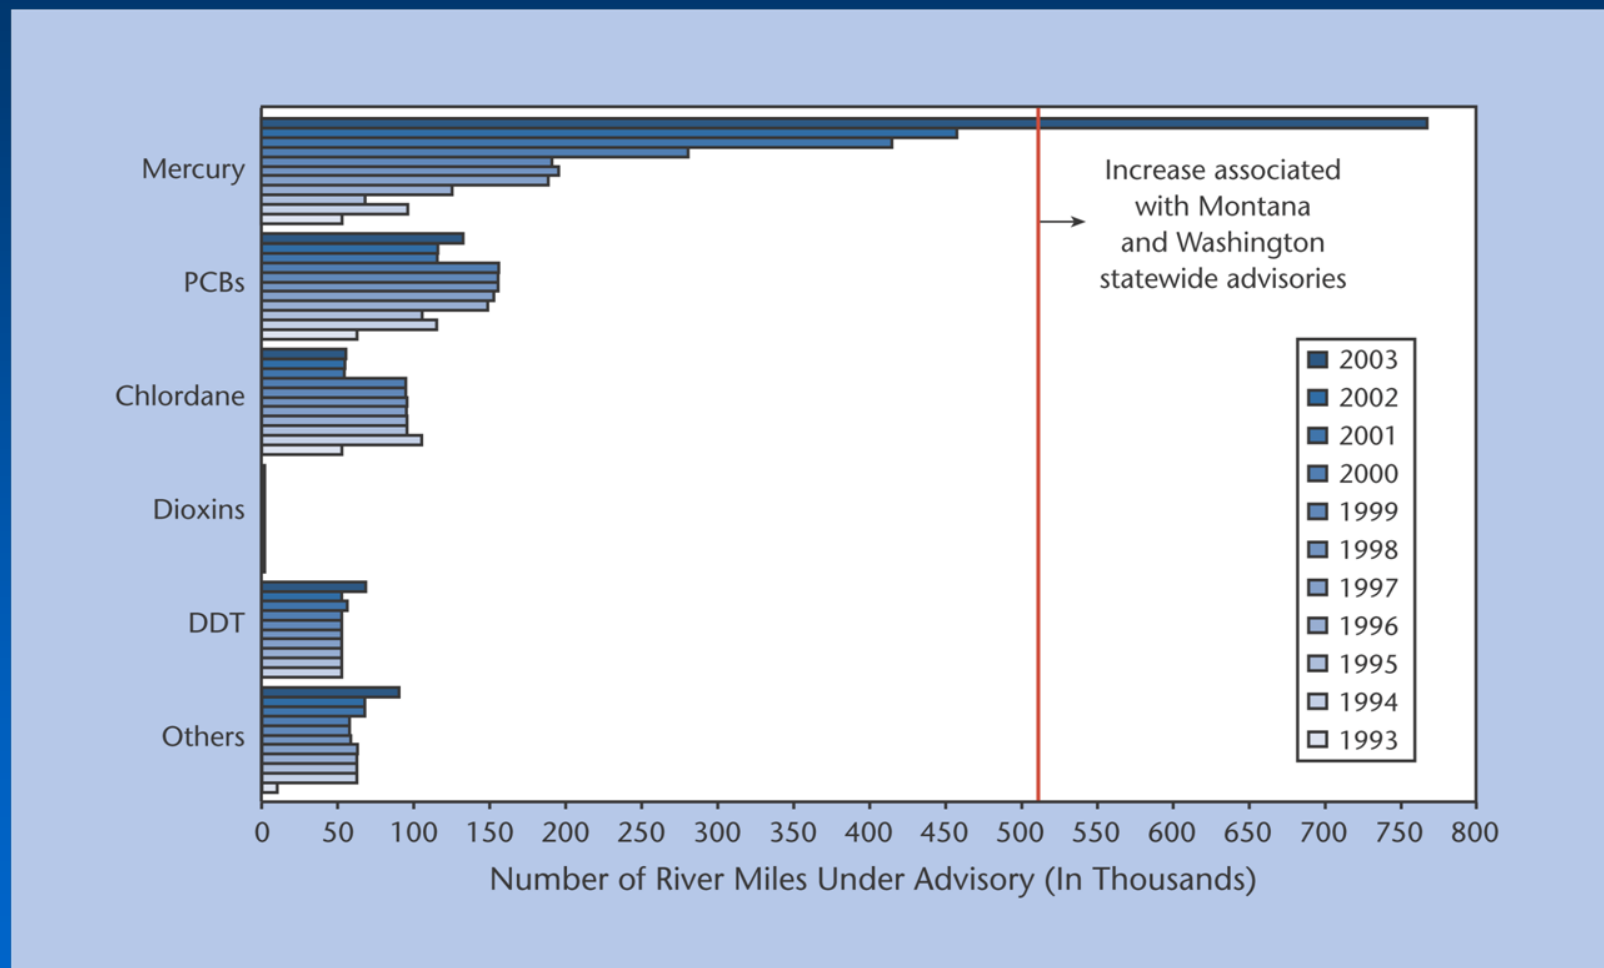 Mercury
PCBs
Chlordane
Dioxins
DDT
Others
Increase associated
with Montana
and Washington
statewide advisories
2003
2002
2001
2000
1999
1998
1997
1996
1995
1994
1993
0 50 100 150 200 250 300 350 400 450 500 550 600 650 700 750 800
Number of River Miles Under Advisory (In Thousands)